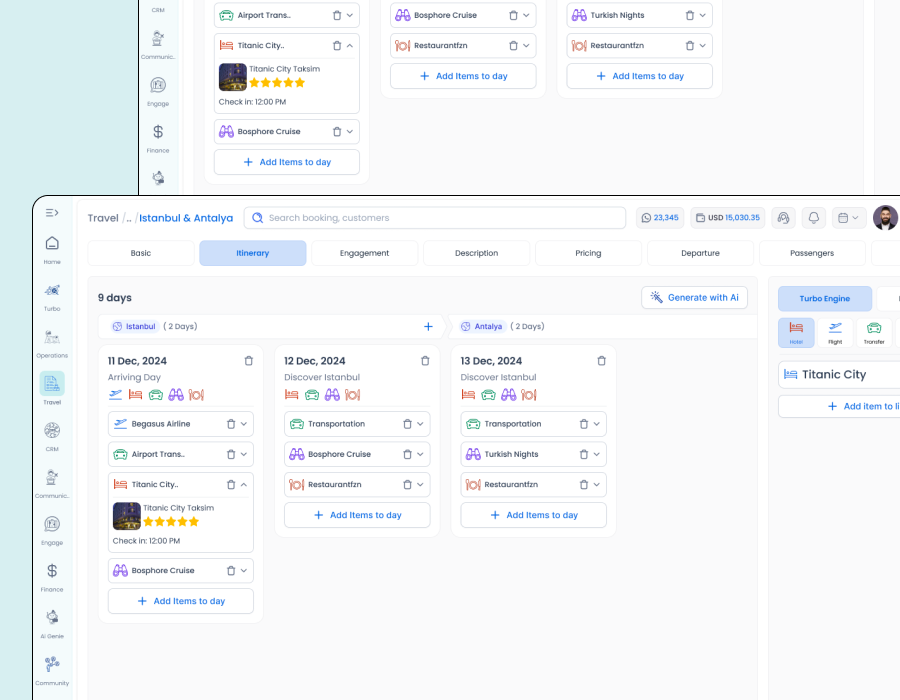 CRM
Communic..
Engage
Finance
Airport Trans..
Titanic City..
Titanic City Taksim
Check in: 12:00 PM
Bosphore Cruise
Add Items to day
Bosphore Cruise
Restaurantfzn
Add Items to day
Turkish Nights
Restaurantfzn
Add Items to day
Travel / .. / Istanbul & Antalya
Search booking, customers
23,345
USD 15,030.35
Home
Turbo
Operations
Travel
CRM
Communic..
Engage
Finance
AI Genie
Community
Basic
Itinerary
Engagement
Description
Pricing
Departure
Passengers
9 days
Generate with Ai
Istanbul ( 2 Days)
Antalya ( 2 Days)
11 Dec, 2024
Arriving Day
Begasus Airline
Airport Trans..
Titanic City..
Titanic City Taksim
Check in: 12:00 PM
Bosphore Cruise
Add Items to day
12 Dec, 2024
Discover Istanbul
Transportation
Bosphore Cruise
Restaurantfzn
Add Items to day
13 Dec, 2024
Discover Istanbul
Transportation
Turkish Nights
Restaurantfzn
Add Items to day
Turbo Engine
Hotel
Flight
Transfer
Titanic City
Add item to li